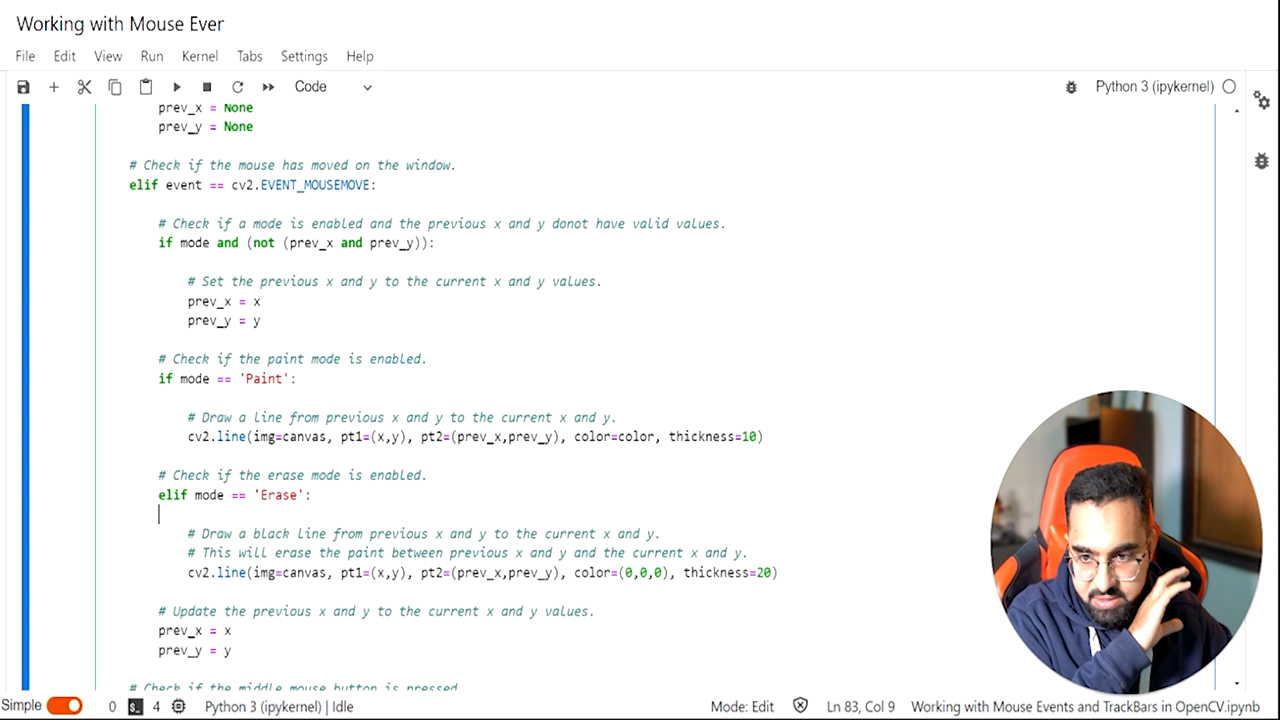 Working with Mouse Ever
File Edit View Run Kernel Tabs Settings Help
Code
Python 3 (ipykernel)
prev_x = None
prev_y = None
# Check if the mouse has moved on the window.
elif event == cv2.EVENT_MOUSEMOVE:
# Check if a mode is enabled and the previous x and y donot have valid values.
if mode and (not (prev_x and prev_y)):
# Set the previous x and y to the current x and y values.
prev_x = x
prev_y = y
# Check if the paint mode is enabled.
if mode == 'Paint':
# Draw a line from previous x and y to the current x and y.
cv2.line(img=canvas, pt1=(x,y), pt2=(prev_x,prev_y), color=color, thickness=10)
# Check if the erase mode is enabled.
elif mode == 'Erase':
# Draw a black line from previous x and y to the current x and y.
# This will erase the paint between previous x and y and the current x and y.
cv2.line(img=canvas, pt1=(x,y), pt2=(prev_x,prev_y), color=(0,0,0), thickness=20)
# Update the previous x and y to the current x and y values.
prev_x = x
prev_y = y
# Check if the middle mouse button is pressed
Simple 0 $_ 4 Python 3 (ipykernel) | Idle Mode: Edit Ln 83, Col 9 Working with Mouse Events and TrackBars in OpenCV.ipynb